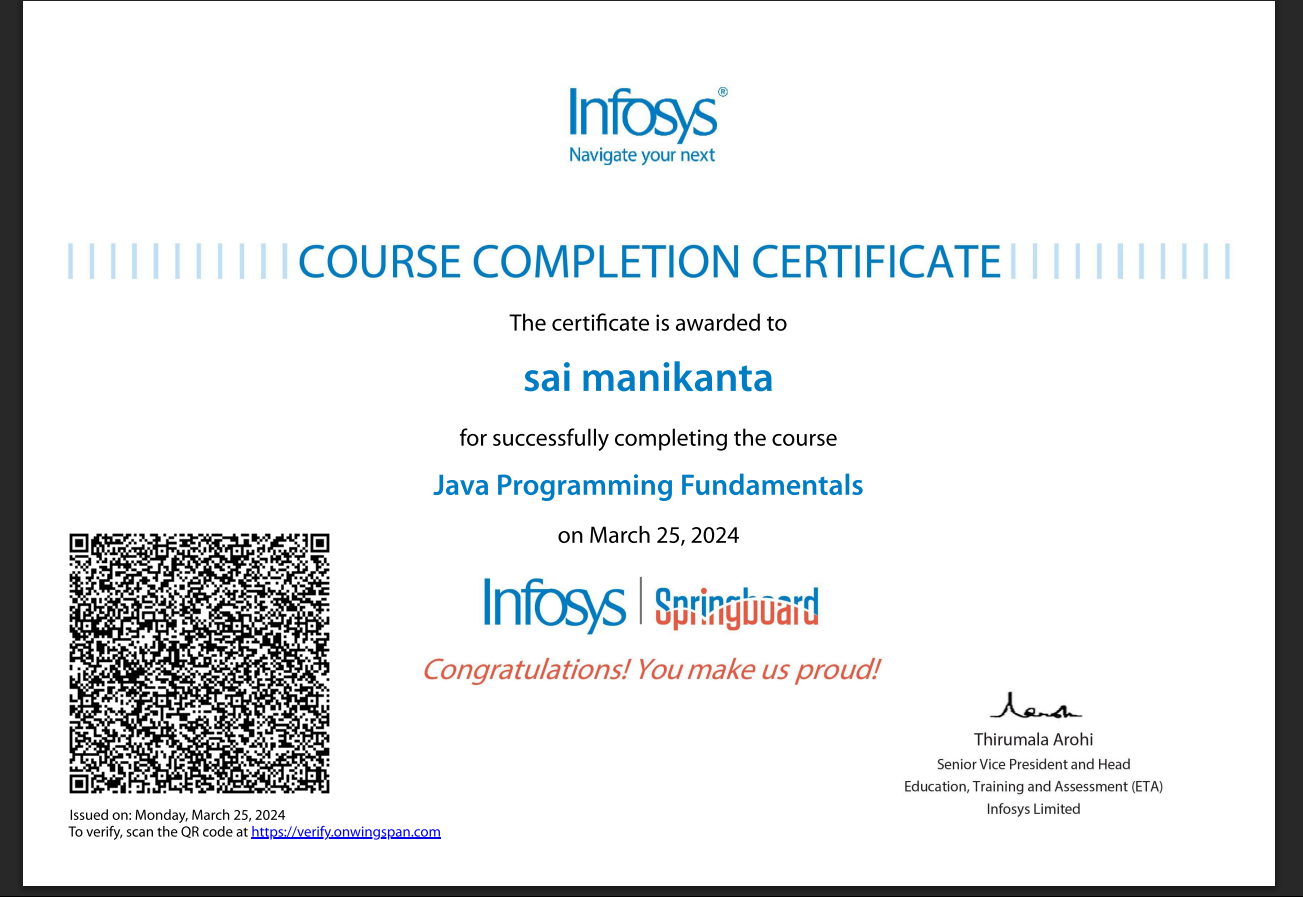 Infosys®
Navigate your next
COURSE COMPLETION CERTIFICATE
The certificate is awarded to
sai manikanta
for successfully completing the course
Java Programming Fundamentals
on March 25, 2024
Infosys | Springboard
Congratulations! You make us proud!
Thirumala Arohi
Senior Vice President and Head
Education, Training and Assessment (ETA)
Infosys Limited
Issued on: Monday, March 25, 2024
To verify, scan the QR code at https://verify.onwingspan.com